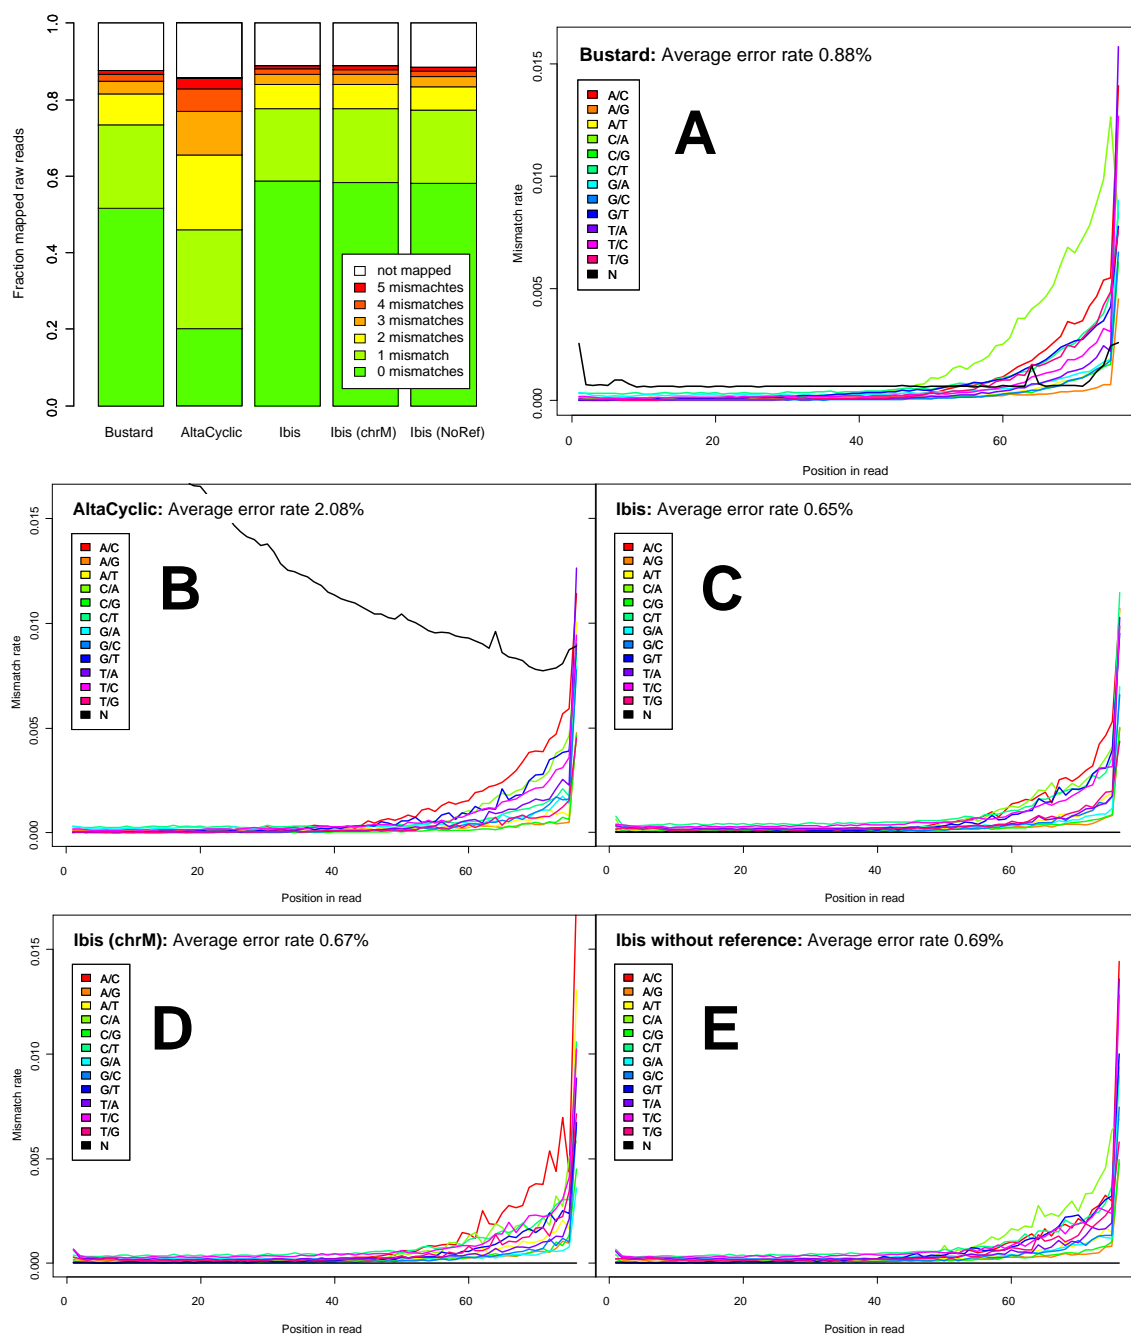 Fraction mapped raw reads
1.0
0.8
0.6
0.4
0.2
0.0
not mapped
5 mismachtes
4 mismatches
3 mismatches
2 mismatches
1 mismatch
0 mismatches
Bustard AltaCyclic Ibis Ibis (chrM) Ibis (NoRef)
Bustard: Average error rate 0.88%
A
Mismatch rate
0.015
0.010
0.005
0.000
A/C
A/G
A/T
C/A
C/G
C/T
G/A
G/C
G/T
T/A
T/C
T/G
N
0 20 40 60
Position in read
AltaCyclic: Average error rate 2.08%
B
Mismatch rate
0.015
0.010
0.005
0.000
A/C
A/G
A/T
C/A
C/G
C/T
G/A
G/C
G/T
T/A
T/C
T/G
N
0 20 40 60
Position in read
Ibis: Average error rate 0.65%
C
A/C
A/G
A/T
C/A
C/G
C/T
G/A
G/C
G/T
T/A
T/C
T/G
N
0 20 40 60
Position in read
Ibis (chrM): Average error rate 0.67%
D
Mismatch rate
0.015
0.010
0.005
0.000
A/C
A/G
A/T
C/A
C/G
C/T
G/A
G/C
G/T
T/A
T/C
T/G
N
0 20 40 60
Position in read
Ibis without reference: Average error rate 0.69%
E
A/C
A/G
A/T
C/A
C/G
C/T
G/A
G/C
G/T
T/A
T/C
T/G
N
0 20 40 60
Position in read